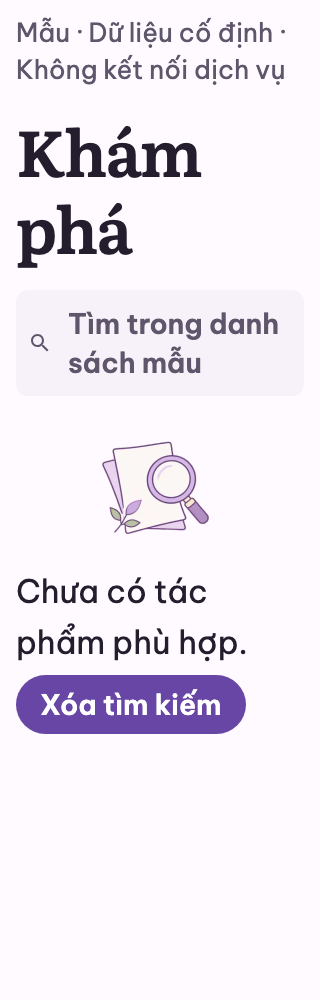 Mẫu · Dữ liệu cố định ·
Không kết nối dịch vụ
Khám
phá
Tìm trong danh
sách mẫu
Chưa có tác
phẩm phù hợp.
Xóa tìm kiếm